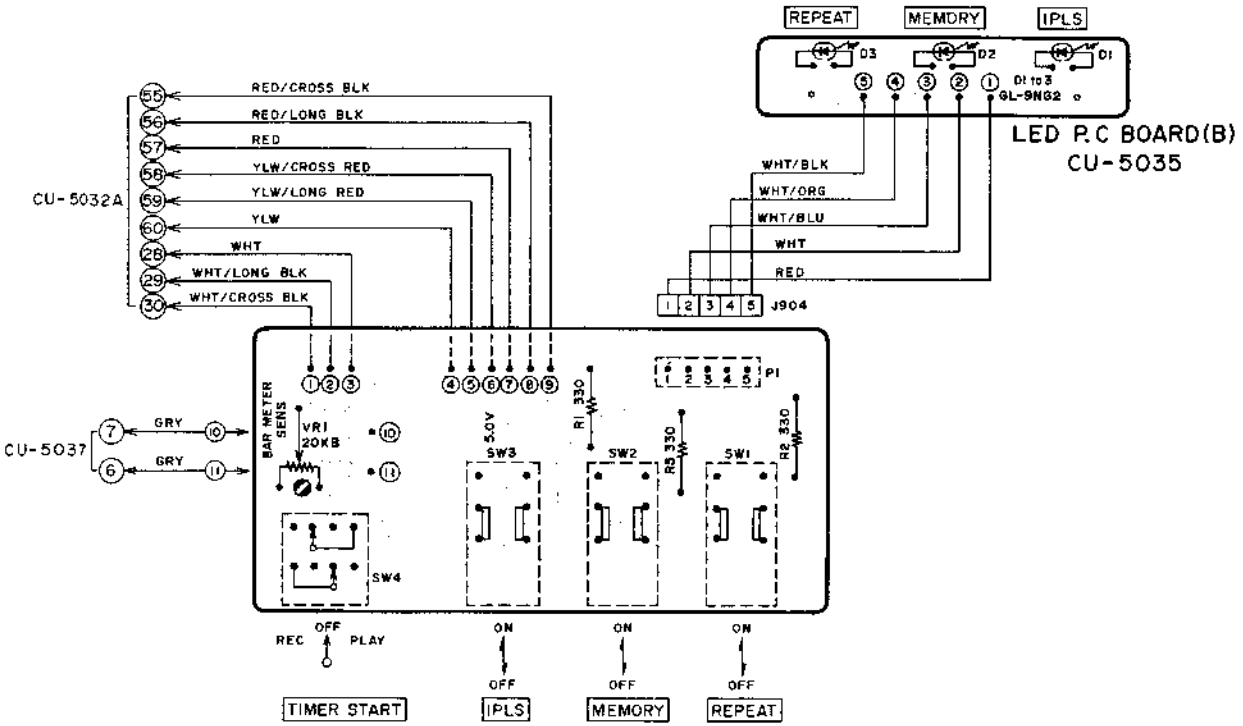 REPEAT MEMORY IPLS
D3 D2 D1
5 4 3 2 1 D1 to 3
GL-9NG2
LED P.C BOARD(B)
CU-5035
CU-5032A
55 RED/CROSS BLK
56 RED/LONG BLK
57 RED
58 YLW/CROSS RED
59 YLW/LONG RED
60 YLW
28 WHT
29 WHT/LONG BLK
30 WHT/CROSS BLK
WHT/BLK
WHT/ORG
WHT/BLU
WHT
RED
1 2 3 4 5 J904
1 2 3 4 5 6 7 8 9
1 2 3 4 5 P1
BAR METER
SENS
VR1
20KB
5.0V
R1 330
R3 330
R2 330
CU-5037
7 GRY 10
6 GRY 11
10
11
SW3 SW2 SW1
SW4
OFF
REC PLAY
TIMER START
ON
OFF
IPLS
ON
OFF
MEMORY
ON
OFF
REPEAT